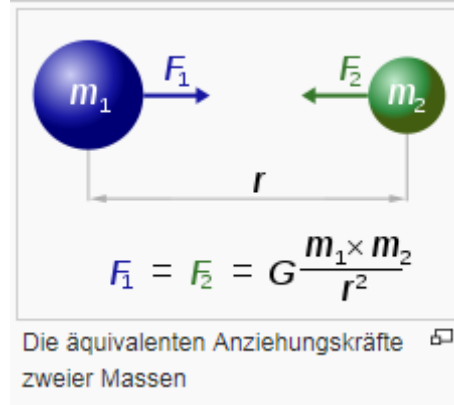 m₁ F₁ F₂ m₂
r
F₁ = F₂ = G m₁ × m₂ / r²
Die äquivalenten Anziehungskräfte
zweier Massen